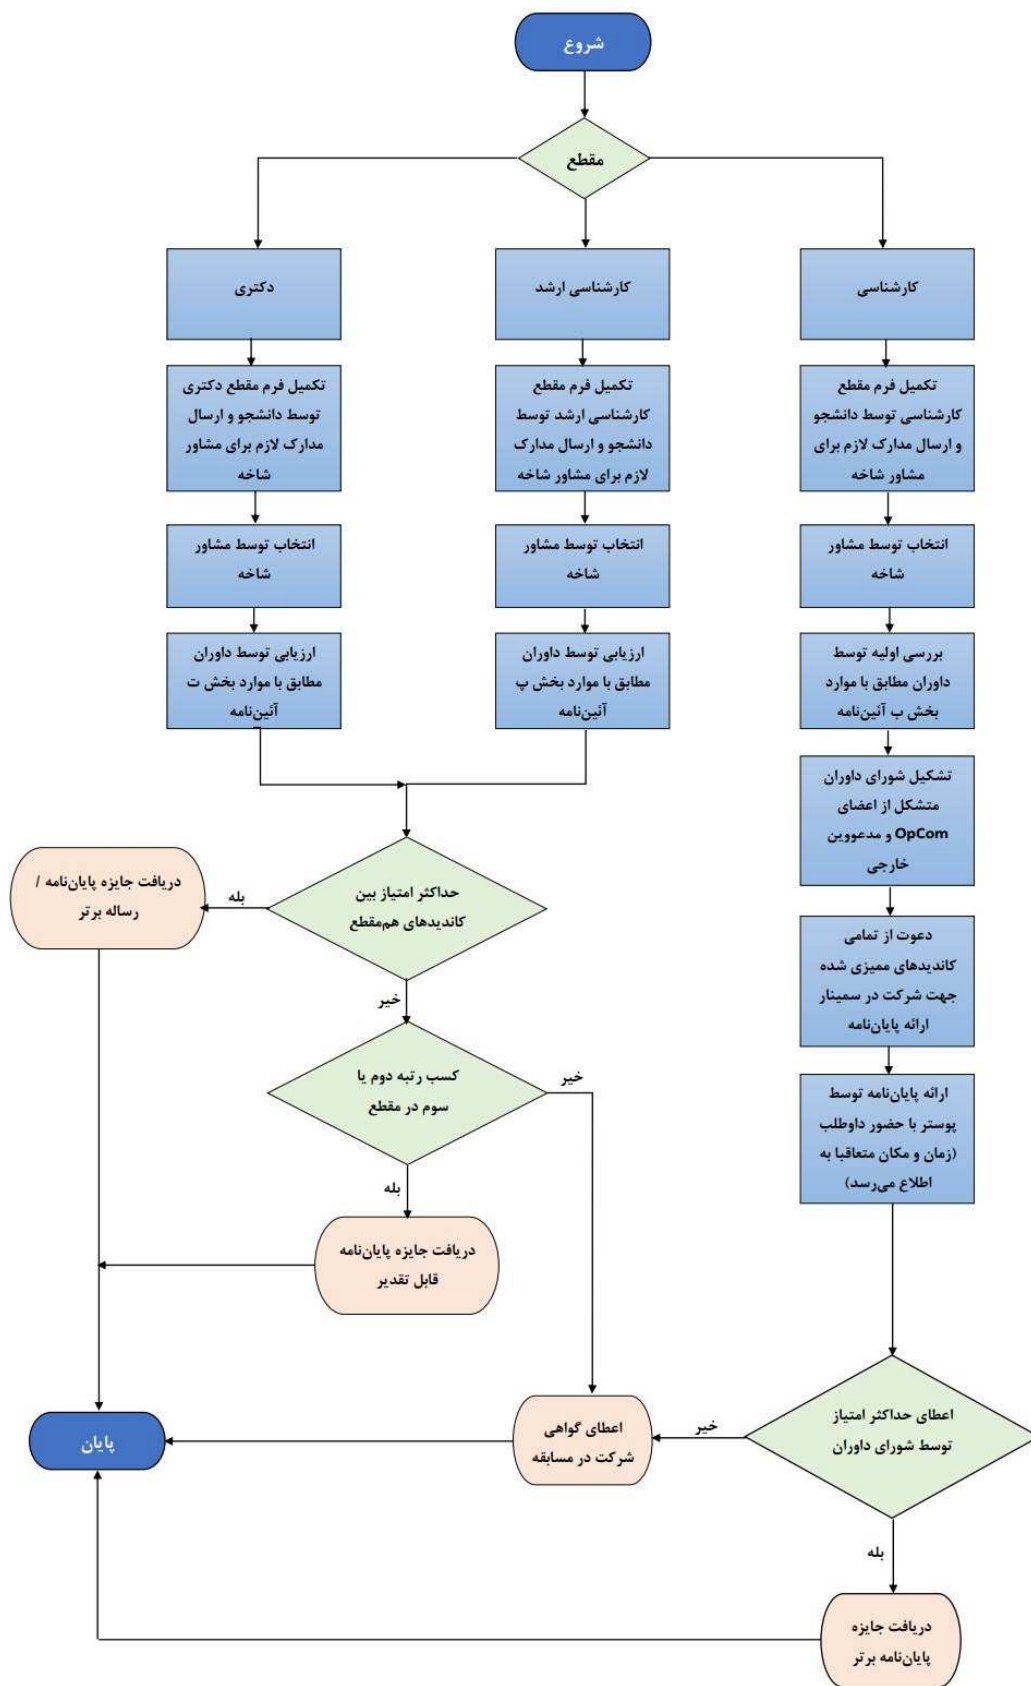 شروع
مقطع
کارشناسی
کارشناسی ارشد
دکتری
تکمیل فرم مقطع
کارشناسی توسط دانشجو
و ارسال مدارک لازم برای
مشاور شاخه
تکمیل فرم مقطع
کارشناسی ارشد توسط
دانشجو و ارسال مدارک
لازم برای مشاور شاخه
تکمیل فرم مقطع دکتری
توسط دانشجو و ارسال
مدارک لازم برای مشاور
شاخه
انتخاب توسط مشاور
شاخه
انتخاب توسط مشاور
شاخه
انتخاب توسط مشاور
شاخه
بررسی اولیه توسط
داوران مطابق با موارد
بخش ب آئین‌نامه
ارزیابی توسط داوران
مطابق با موارد بخش پ
آئین‌نامه
ارزیابی توسط داوران
مطابق با موارد بخش ت
آئین‌نامه
تشکیل شورای داوران
متشکل از اعضای
OpCom و مدعووین
خارجی
حداکثر امتیاز بین
کاندیدهای هم‌مقطع
بله
دریافت جایزه پایان‌نامه /
رساله برتر
دعوت از تمامی
کاندیدهای ممیزی شده
جهت شرکت در سمینار
ارائه پایان‌نامه
خیر
کسب رتبه دوم یا
سوم در مقطع
خیر
ارائه پایان‌نامه توسط
پوستر با حضور داوطلب
(زمان و مکان متعاقبا به
اطلاع می‌رسد)
بله
دریافت جایزه پایان‌نامه
قابل تقدیر
اعطای حداکثر امتیاز
توسط شورای داوران
خیر
اعطای گواهی
شرکت در مسابقه
پایان
بله
دریافت جایزه
پایان‌نامه برتر